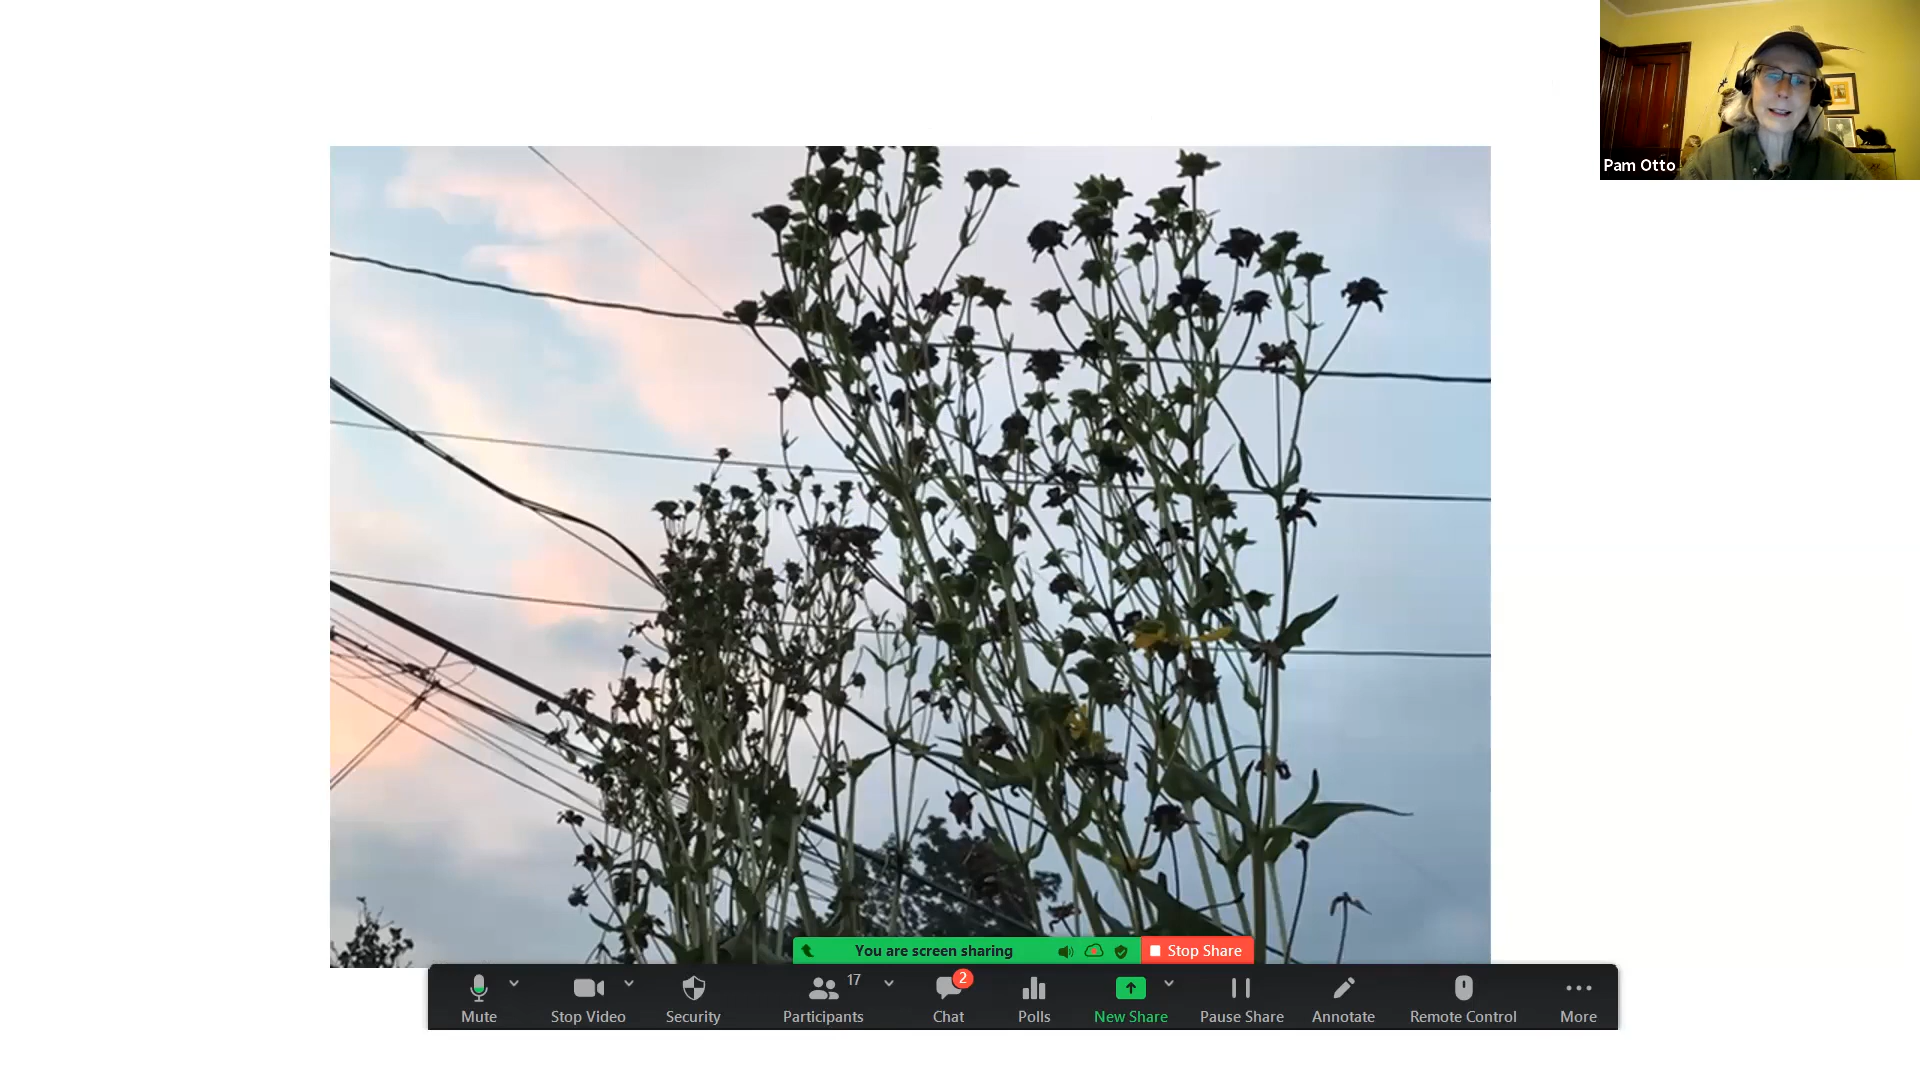 Pam Otto
You are screen sharing
Stop Share
17
2
Mute
Stop Video
Security
Participants
Chat
Polls
New Share
Pause Share
Annotate
Remote Control
More